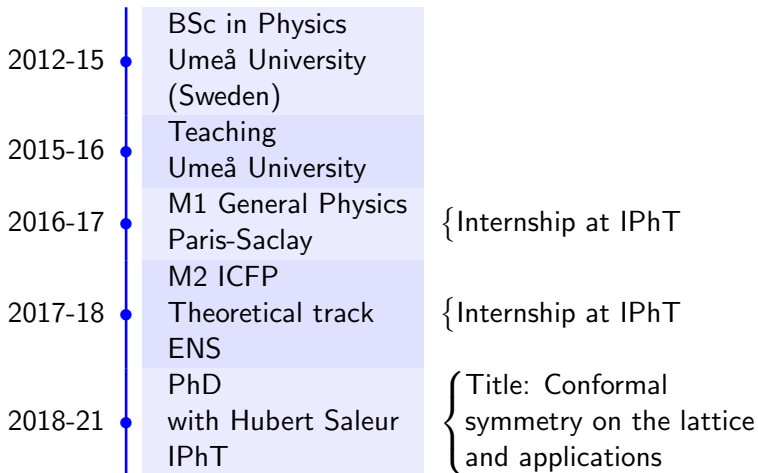 2012-15
BSc in Physics
Umeå University
(Sweden)
2015-16
Teaching
Umeå University
2016-17
M1 General Physics
Paris-Saclay
{Internship at IPhT
2017-18
M2 ICFP
Theoretical track
ENS
{Internship at IPhT
2018-21
PhD
with Hubert Saleur
IPhT
{Title: Conformal
symmetry on the lattice
and applications